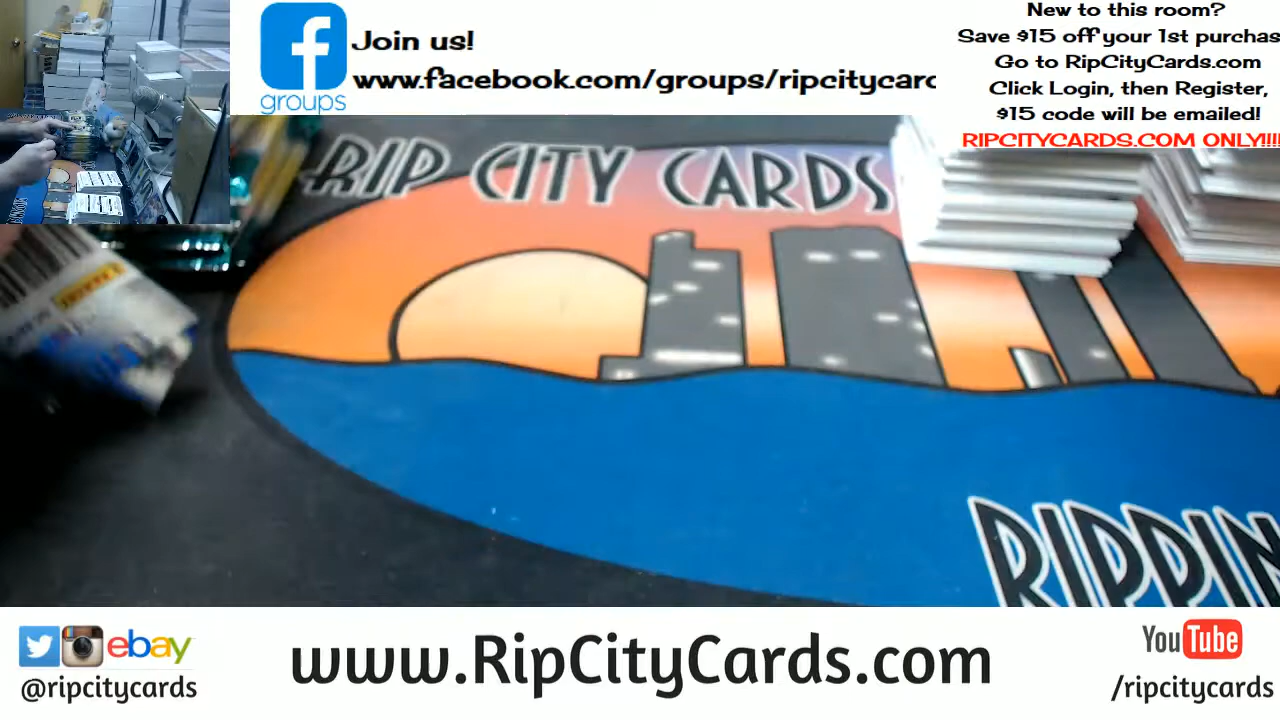 Join us!
www.facebook.com/groups/ripcitycarc
groups
New to this room?
Save $15 off your 1st purchas
Go to RipCityCards.com
Click Login, then Register,
$15 code will be emailed!
RIPCITYCARDS.COM ONLY!!!!
RIP CITY CARDS
RIPPIN
ebay
@ripcitycards
www.RipCityCards.com
YouTube
/ripcitycards